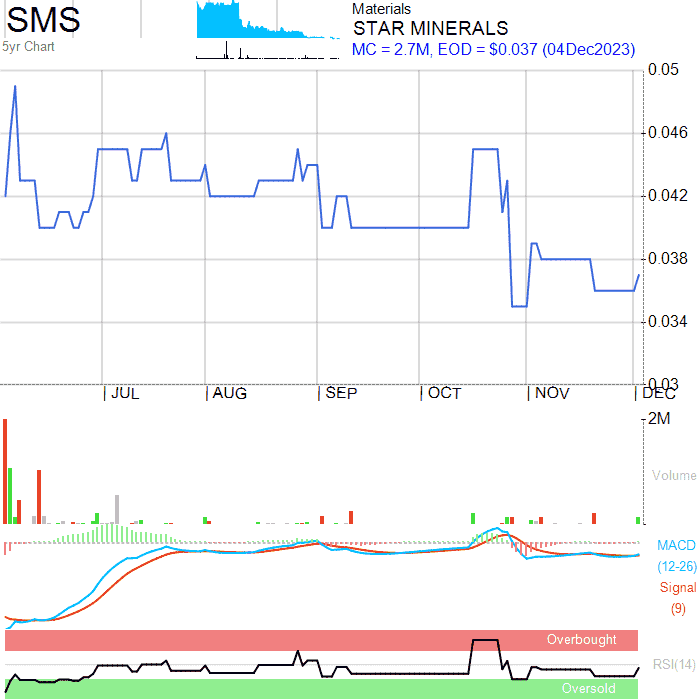 SMS
5yr Chart
Materials
STAR MINERALS
MC = 2.7M, EOD = $0.037 (04Dec2023)
0.05
0.046
0.042
0.038
0.034
0.03
JUL AUG SEP OCT NOV DEC
2M
Volume
MACD
(12-26)
Signal
(9)
Overbought
RSI(14)
Oversold